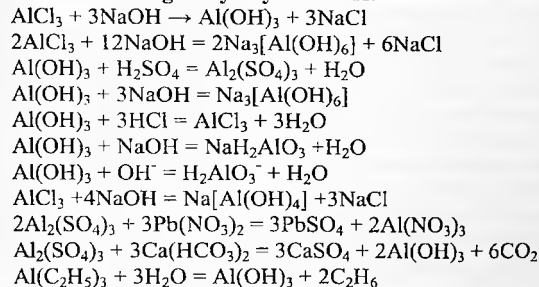 AlCl₃ + 3NaOH → Al(OH)₃ + 3NaCl
2AlCl₃ + 12NaOH = 2Na₃[Al(OH)₆] + 6NaCl
Al(OH)₃ + H₂SO₄ = Al₂(SO₄)₃ + H₂O
Al(OH)₃ + 3NaOH = Na₃[Al(OH)₆]
Al(OH)₃ + 3HCl = AlCl₃ + 3H₂O
Al(OH)₃ + NaOH = NaH₂AlO₃ +H₂O
Al(OH)₃ + OH⁻ = H₂AlO₃⁻ + H₂O
AlCl₃ +4NaOH = Na[Al(OH)₄] +3NaCl
2Al₂(SO₄)₃ + 3Pb(NO₃)₂ = 3PbSO₄ + 2Al(NO₃)₃
Al₂(SO₄)₃ + 3Ca(HCO₃)₂ = 3CaSO₄ + 2Al(OH)₃ + 6CO₂
Al(C₂H₅)₃ + 3H₂O = Al(OH)₃ + 2C₂H₆